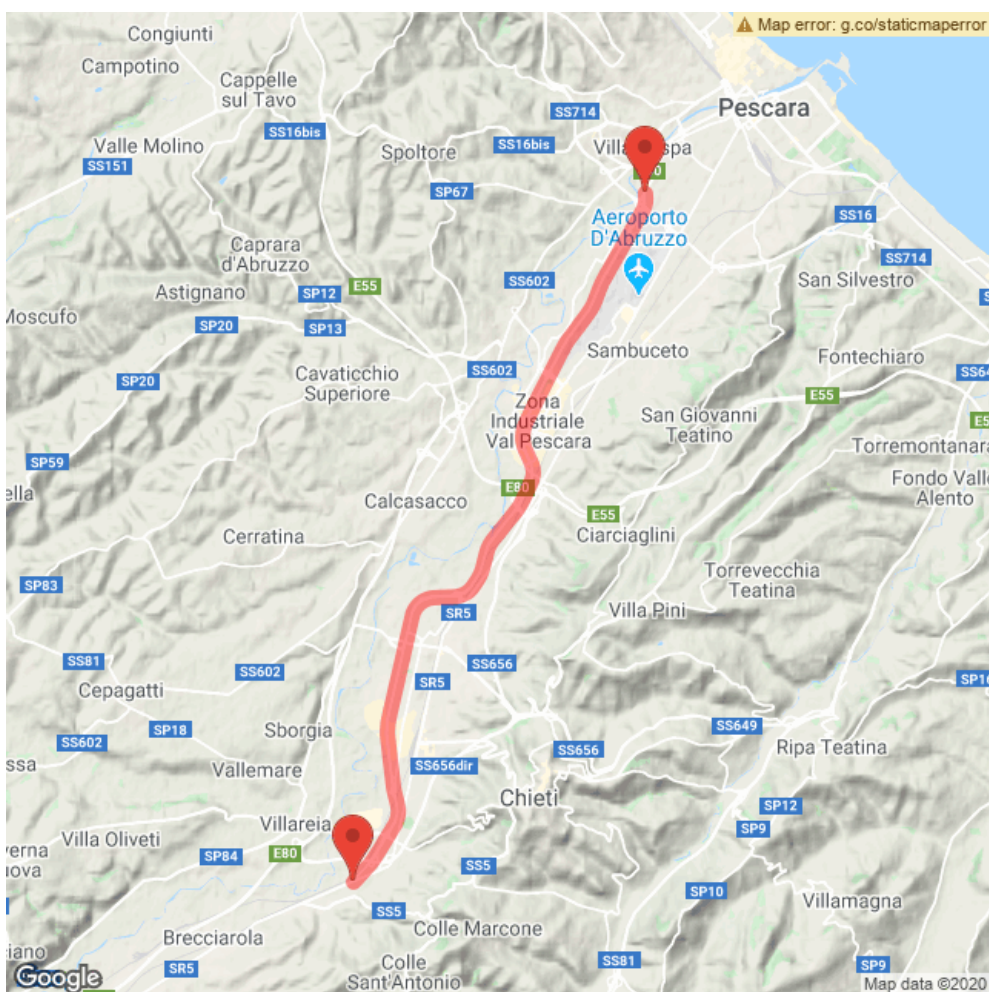 ⚠ Map error: g.co/staticmaperror
Congiunti
Campotino
Cappelle
sul Tavo
Pescara
SS714
SS16bis
SS16bis
Spoltore
Valle Molino
SS151
SP67
Aeroporto
D'Abruzzo
SS16
SS714
Caprara
d'Abruzzo
E55
SS602
San Silvestro
Astignano
SP12
Moscufo
SP20
SP13
Sambuceto
Fontechiaro
SS602
Cavaticchio
Superiore
SP20
E55
Zona
Industriale
Val Pescara
San Giovanni
Teatino
Torremontanara
SP59
E80
Calcasacco
Fondo Valle
Alento
E55
Ciarciaglini
Cerratina
SP83
Torrevecchia
Teatina
Villa Pini
SR5
SS81
SS656
SS602
SR5
Cepagatti
SP18
Sborgia
SS649
SS602
SS656
Ripa Teatina
SS656dir
Vallemare
Chieti
SP12
Villareia
SP9
Villa Oliveti
SP84
E80
SS5
SP10
Villamagna
SS5
Colle Marcone
Brecciarola
SR5
Colle
Sant'Antonio
SS81
SP9
Google
Map data ©2020